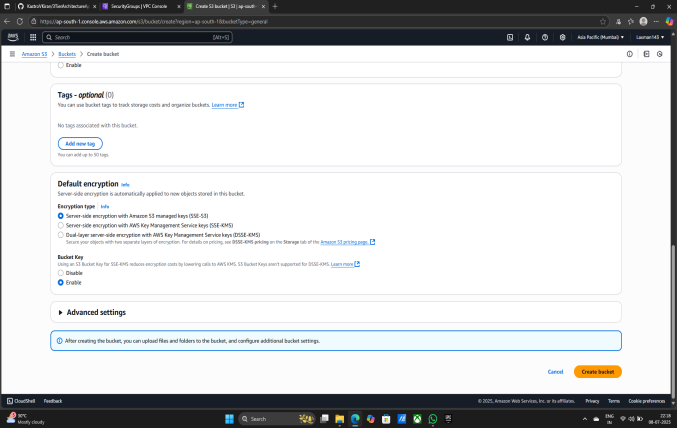 KastroVKiran/3TierArchitecture/
SecurityGroups | VPC Console
Create S3 bucket | S3 | ap-south-
https://ap-south-1.console.aws.amazon.com/s3/bucket/create?region=ap-south-1&bucketType=general
aws
Search
[Alt+S]
Asia Pacific (Mumbai)
Lauman143
Amazon S3 > Buckets > Create bucket
Enable
Tags - optional (0)
You can use bucket tags to track storage costs and organize buckets. Learn more
No tags associated with this bucket.
Add new tag
You can add up to 50 tags.
Default encryption Info
Server-side encryption is automatically applied to new objects stored in this bucket.
Encryption type Info
Server-side encryption with Amazon S3 managed keys (SSE-S3)
Server-side encryption with AWS Key Management Service keys (SSE-KMS)
Dual-layer server-side encryption with AWS Key Management Service keys (DSSE-KMS)
Secure your objects with two separate layers of encryption. For details on pricing, see DSSE-KMS pricing on the Storage tab of the Amazon S3 pricing page.
Bucket Key
Using an S3 Bucket Key for SSE-KMS reduces encryption costs by lowering calls to AWS KMS. S3 Bucket Keys aren't supported for DSSE-KMS. Learn more
Disable
Enable
Advanced settings
After creating the bucket, you can upload files and folders to the bucket, and configure additional bucket settings.
Cancel
Create bucket
CloudShell
Feedback
© 2025, Amazon Web Services, Inc. or its affiliates.
Privacy
Terms
Cookie preferences
30°C
Mostly cloudy
Search
ENG
IN
22:18
08-07-2025